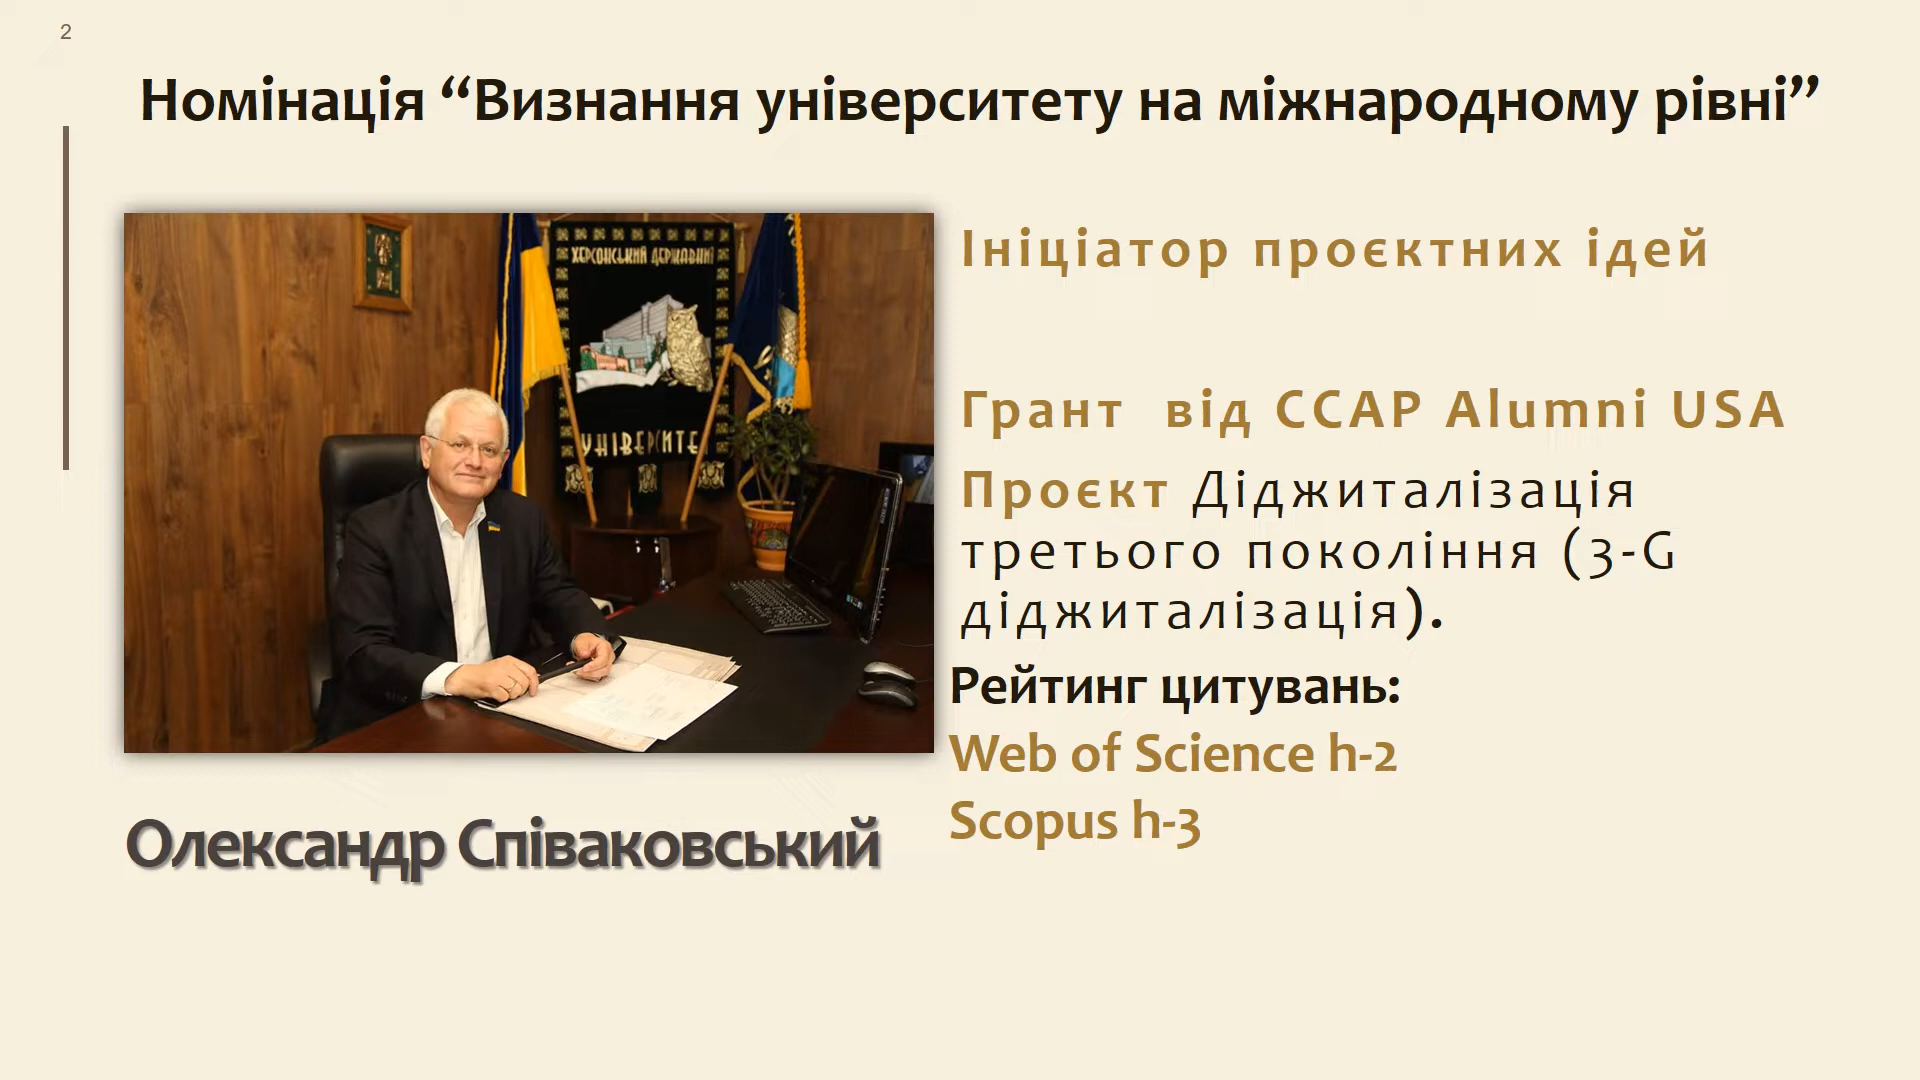 2
Номінація “Визнання університету на міжнародному рівні”
ХЕРСОНСЬКИЙ ДЕРЖАВНИЙ
УНІВЕРСИТЕ
Ініціатор проєктних ідей
Грант від CCAP Alumni USA
Проєкт Діджиталізація
третього покоління (3-G
діджиталізація).
Рейтинг цитувань:
Web of Science h-2
Scopus h-3
Олександр Співаковський